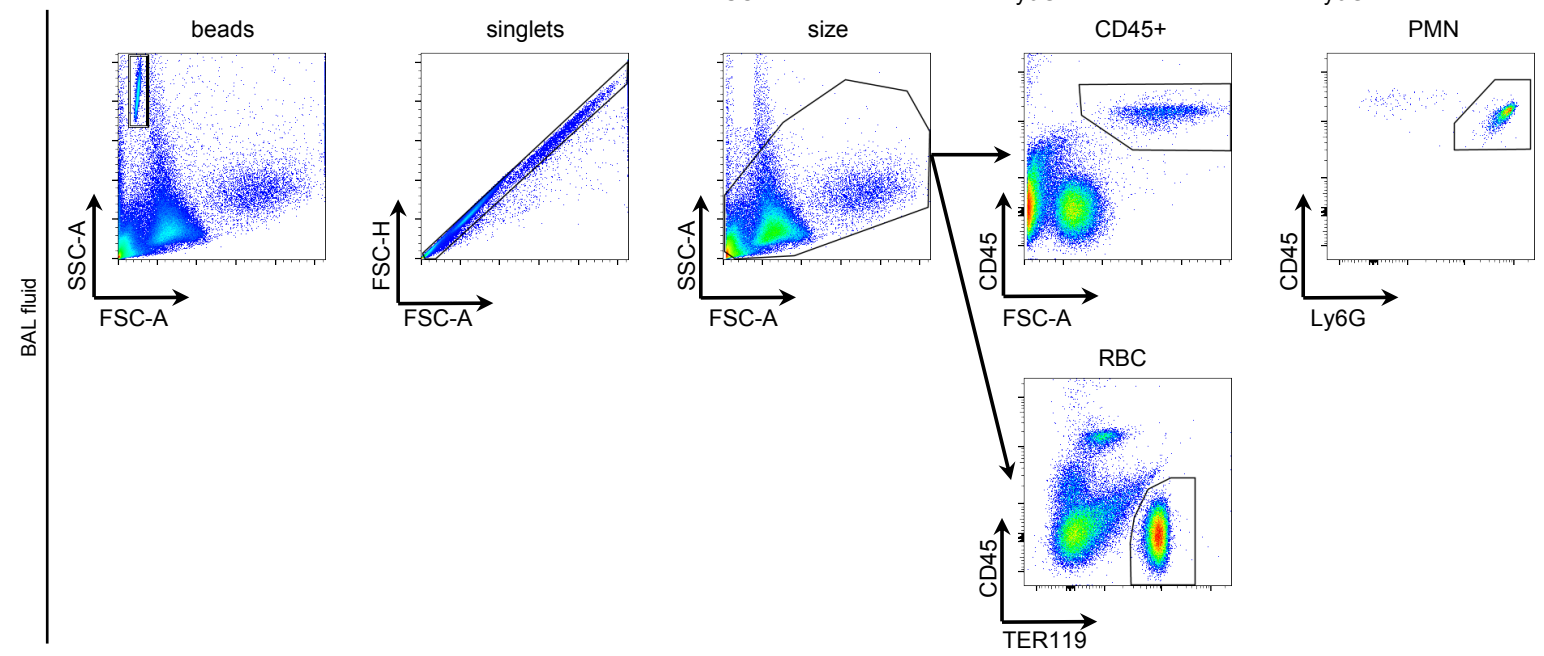 beads
singlets
size
CD45+
PMN
SSC-A
FSC-A
FSC-H
FSC-A
SSC-A
FSC-A
CD45
FSC-A
CD45
Ly6G
BAL fluid
RBC
CD45
TER119